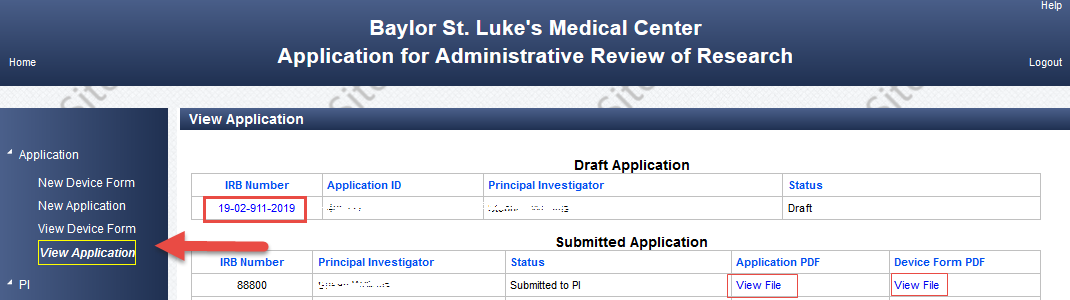 Help
Baylor St. Luke's Medical Center
Application for Administrative Review of Research
Home
Logout
View Application
Application
New Device Form
New Application
View Device Form
View Application
PI
Draft Application
IRB Number Application ID Principal Investigator Status
19-02-911-2019 Draft
Submitted Application
IRB Number Principal Investigator Status Application PDF Device Form PDF
88800 Submitted to PI View File View File